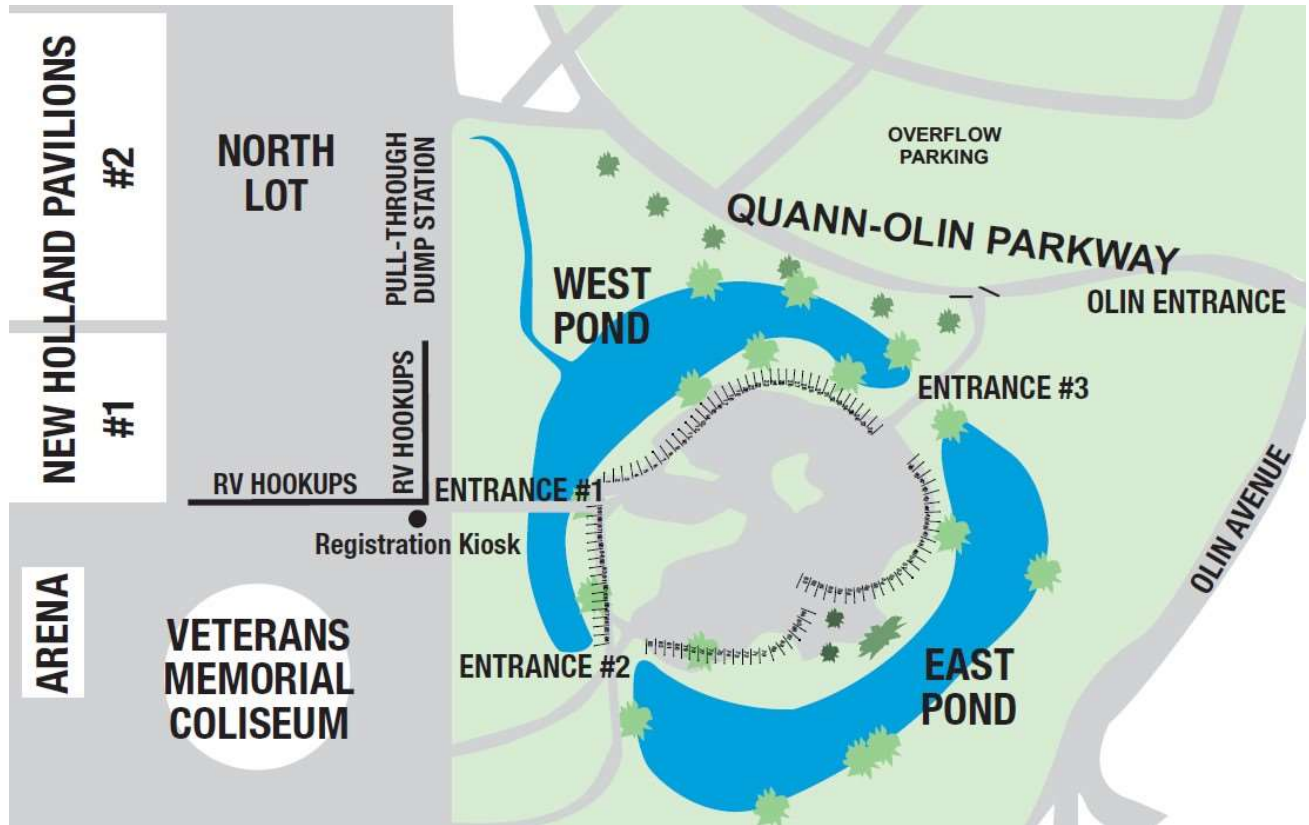 NEW HOLLAND PAVILIONS
#2
#1
NORTH
LOT
PULL-THROUGH
DUMP STATION
OVERFLOW
PARKING
QUANN-OLIN PARKWAY
OLIN ENTRANCE
WEST
POND
ENTRANCE #3
RV HOOKUPS
RV HOOKUPS
ENTRANCE #1
Registration Kiosk
OLIN AVENUE
ARENA
VETERANS
MEMORIAL
COLISEUM
ENTRANCE #2
EAST
POND